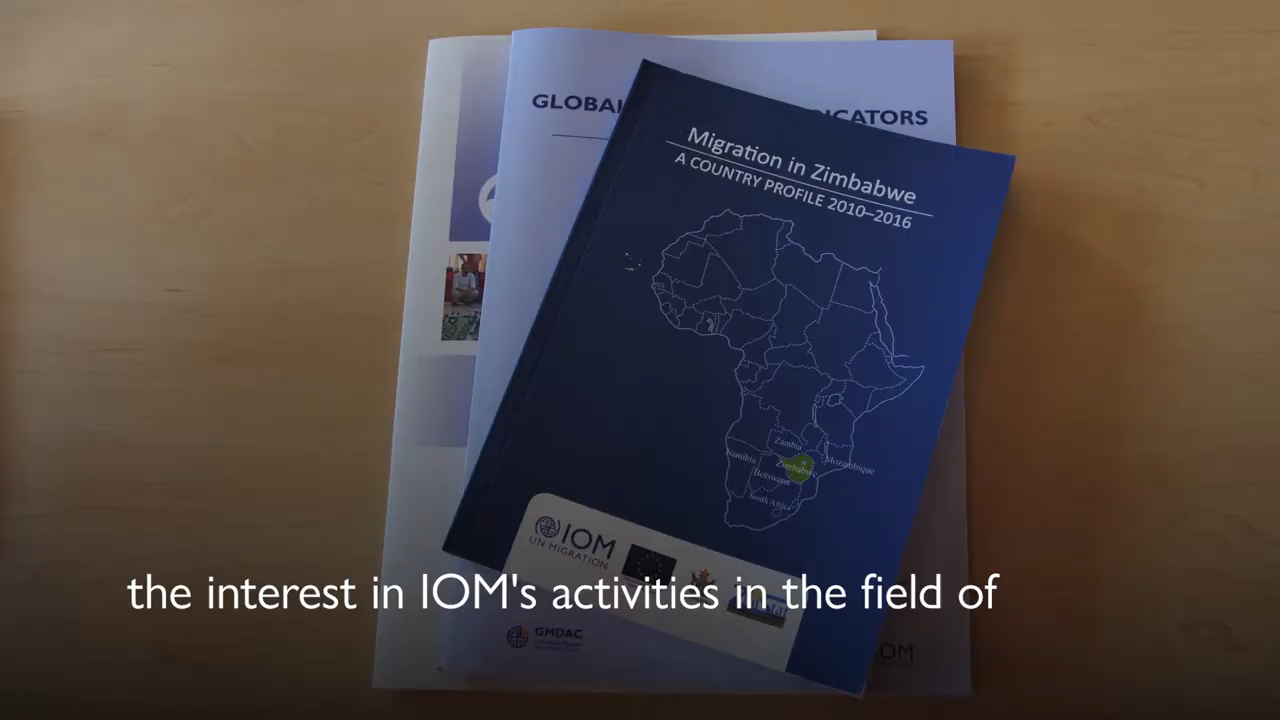 GLOBAL
ICATORS
Migration in Zimbabwe
A COUNTRY PROFILE 2010–2016
Zambia
Namibia
Zimbabwe
Mozambique
Botswana
South Africa
IOM
UN MIGRATION
the interest in IOM's activities in the field of
GMDAC
OM